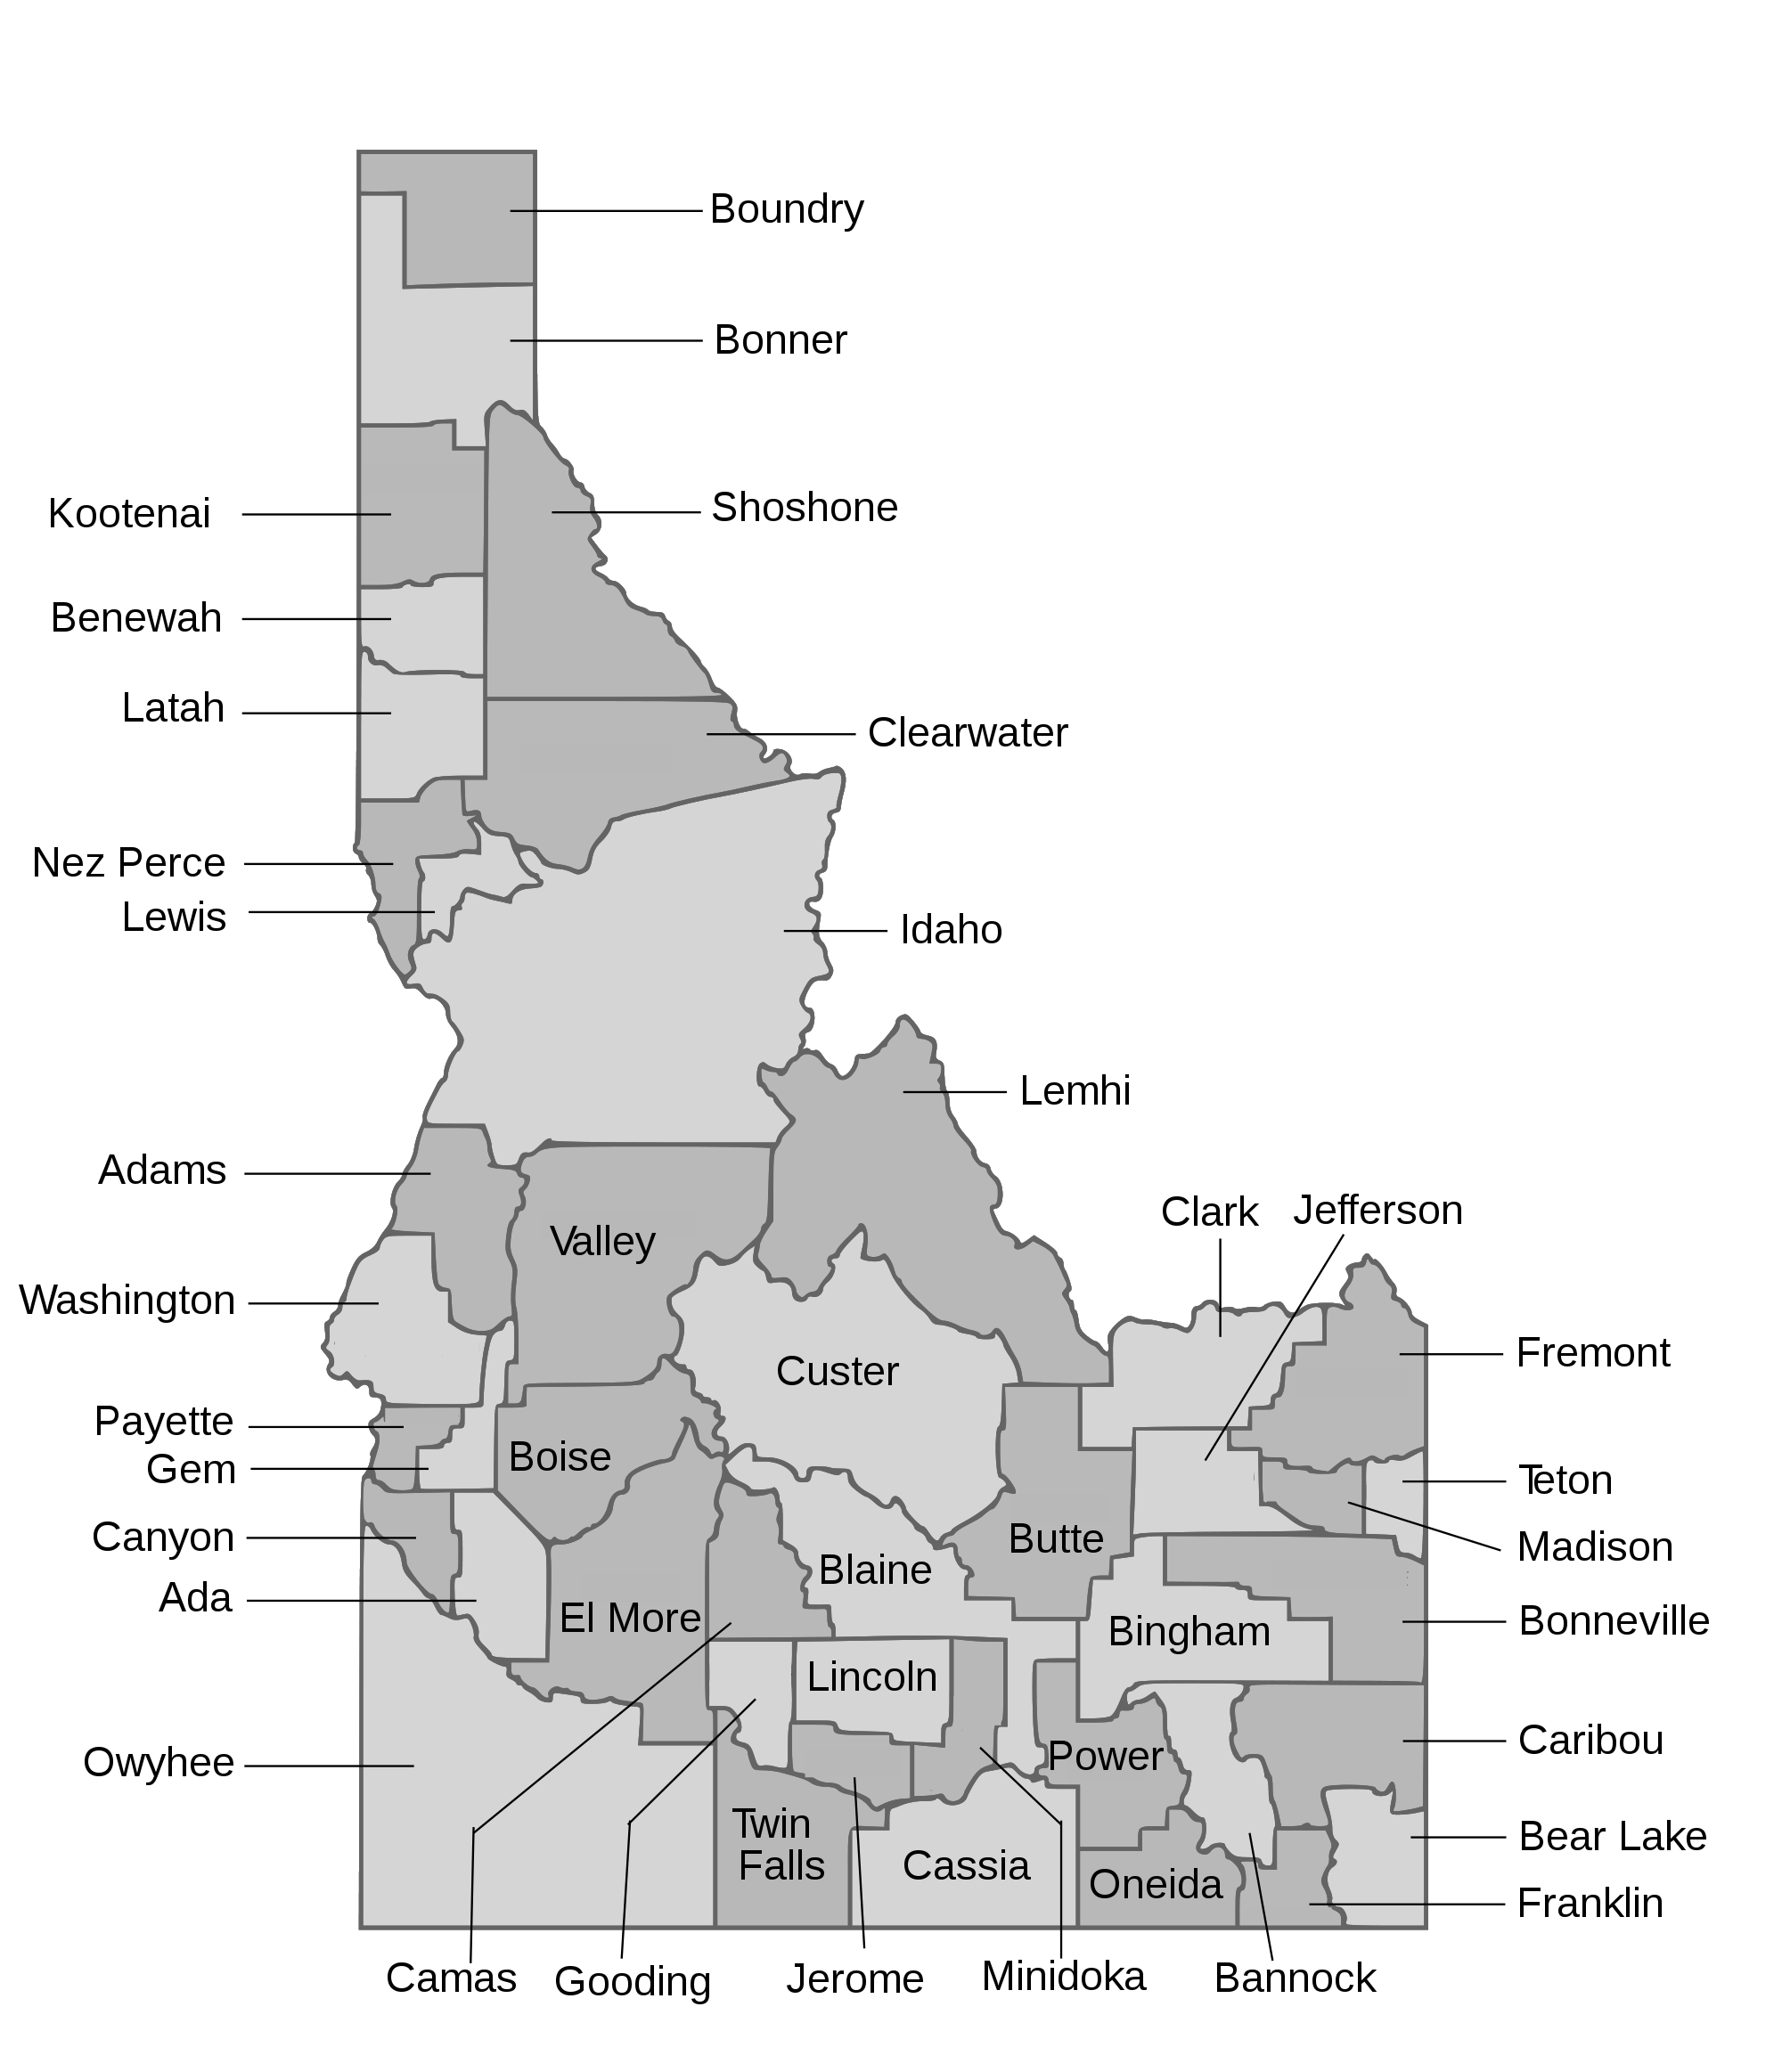 Boundry
Bonner
Kootenai
Shoshone
Benewah
Latah
Clearwater
Nez Perce
Lewis
Idaho
Lemhi
Adams
Clark
Jefferson
Valley
Washington
Fremont
Custer
Payette
Boise
Gem
Teton
Canyon
Butte
Madison
Blaine
Ada
El More
Bingham
Bonneville
Lincoln
Owyhee
Power
Caribou
Twin
Falls
Cassia
Oneida
Bear Lake
Franklin
Camas
Gooding
Jerome
Minidoka
Bannock